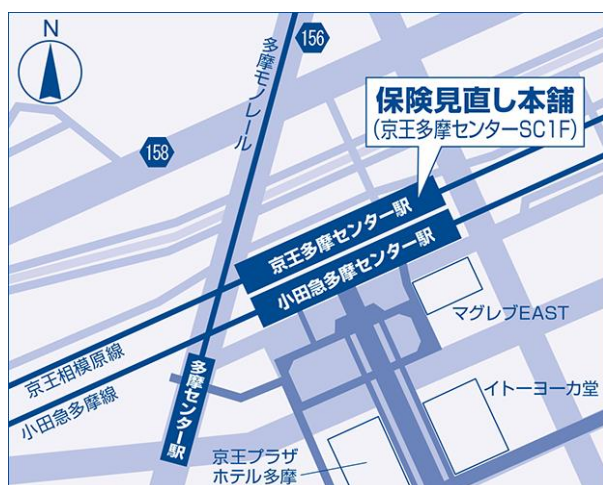 N
156
多摩モノレール
158
保険見直し本舗
(京王多摩センターSC1F)
京王多摩センター駅
小田急多摩センター駅
マグレブEAST
京王相模原線
小田急多摩線
多摩センター駅
イトーヨーカ堂
京王プラザ
ホテル多摩